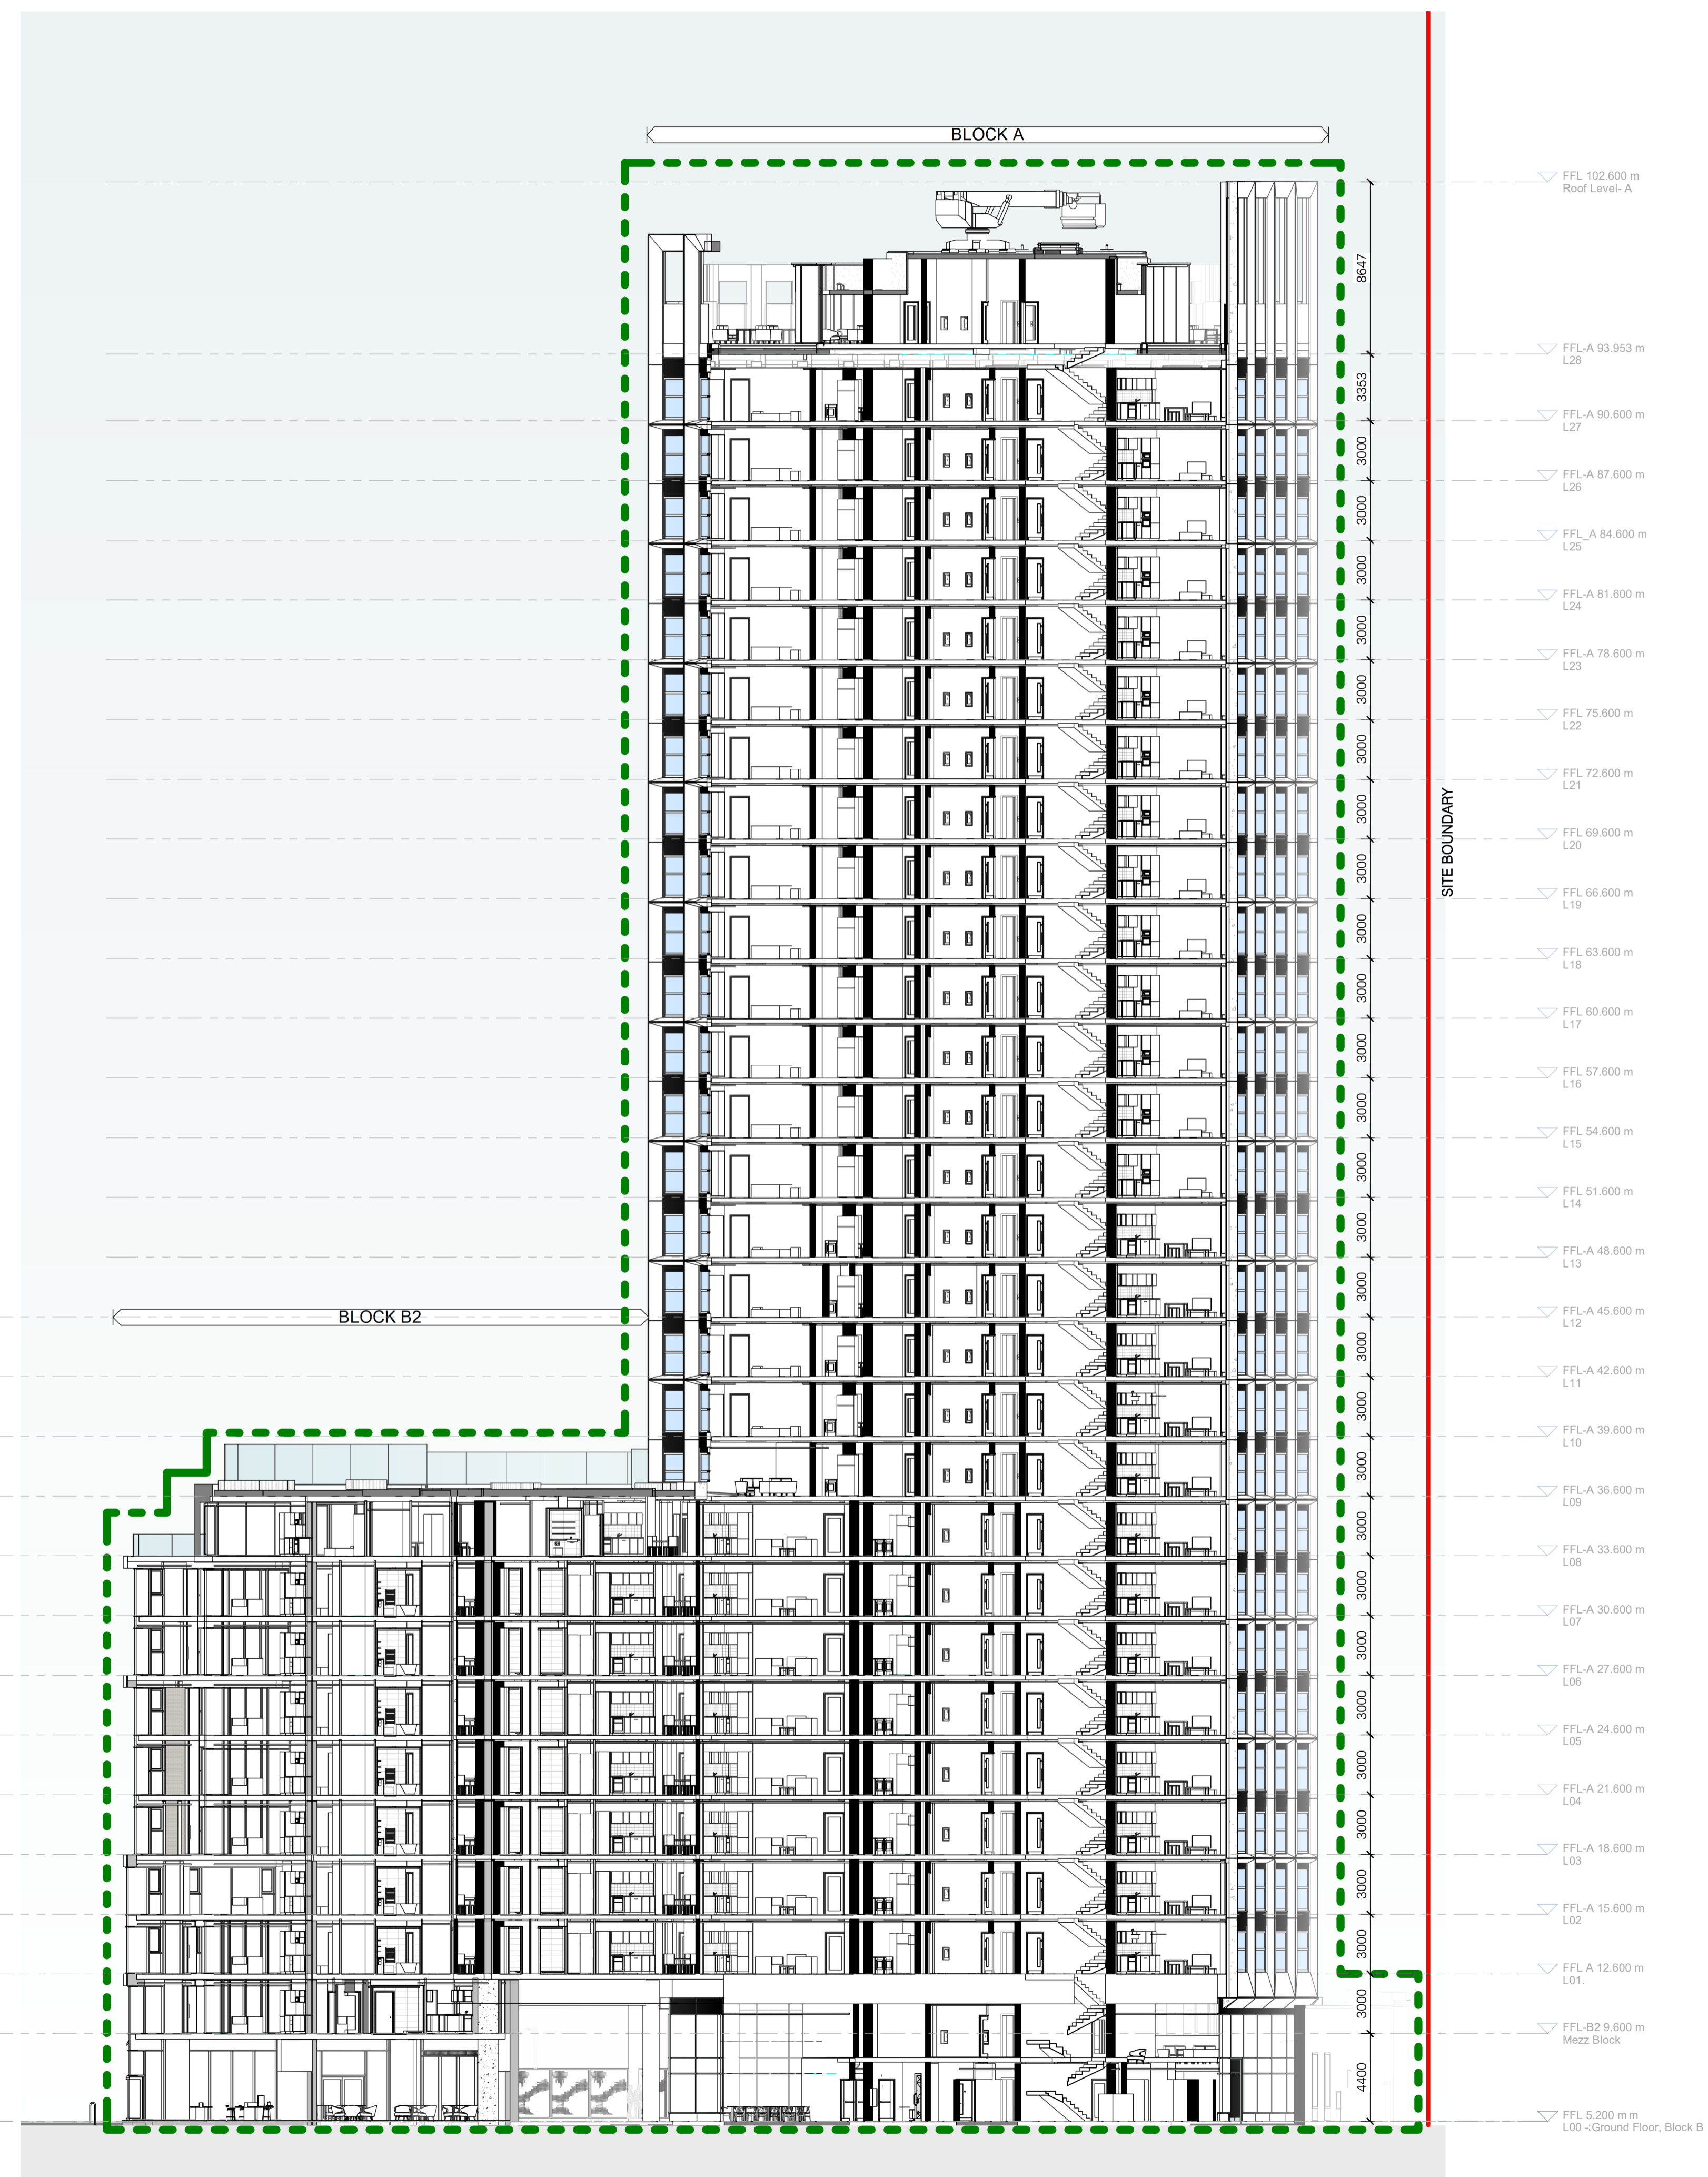 BLOCK A
FFL 102.600 m
Roof Level- A
8647
FFL-A 93.953 m
L28
3353
FFL-A 90.600 m
L27
3000
FFL-A 87.600 m
L26
3000
FFL_A 84.600 m
L25
3000
FFL-A 81.600 m
L24
3000
FFL-A 78.600 m
L23
3000
FFL 75.600 m
L22
3000
FFL 72.600 m
L21
3000
FFL 69.600 m
L20
SITE BOUNDARY
3000
FFL 66.600 m
L19
3000
FFL 63.600 m
L18
3000
FFL 60.600 m
L17
3000
FFL 57.600 m
L16
3000
FFL 54.600 m
L15
3000
FFL 51.600 m
L14
3000
FFL-A 48.600 m
L13
3000
BLOCK B2
FFL-A 45.600 m
L12
3000
FFL-A 42.600 m
L11
3000
FFL-A 39.600 m
L10
3000
FFL-A 36.600 m
L09
3000
FFL-A 33.600 m
L08
3000
FFL-A 30.600 m
L07
3000
FFL-A 27.600 m
L06
3000
FFL-A 24.600 m
L05
3000
FFL-A 21.600 m
L04
3000
FFL-A 18.600 m
L03
3000
FFL-A 15.600 m
L02
3000
FFL A 12.600 m
L01.
3000
FFL-B2 9.600 m
Mezz Block
4400
FFL 5.200 m m
L00 -:Ground Floor, Block B